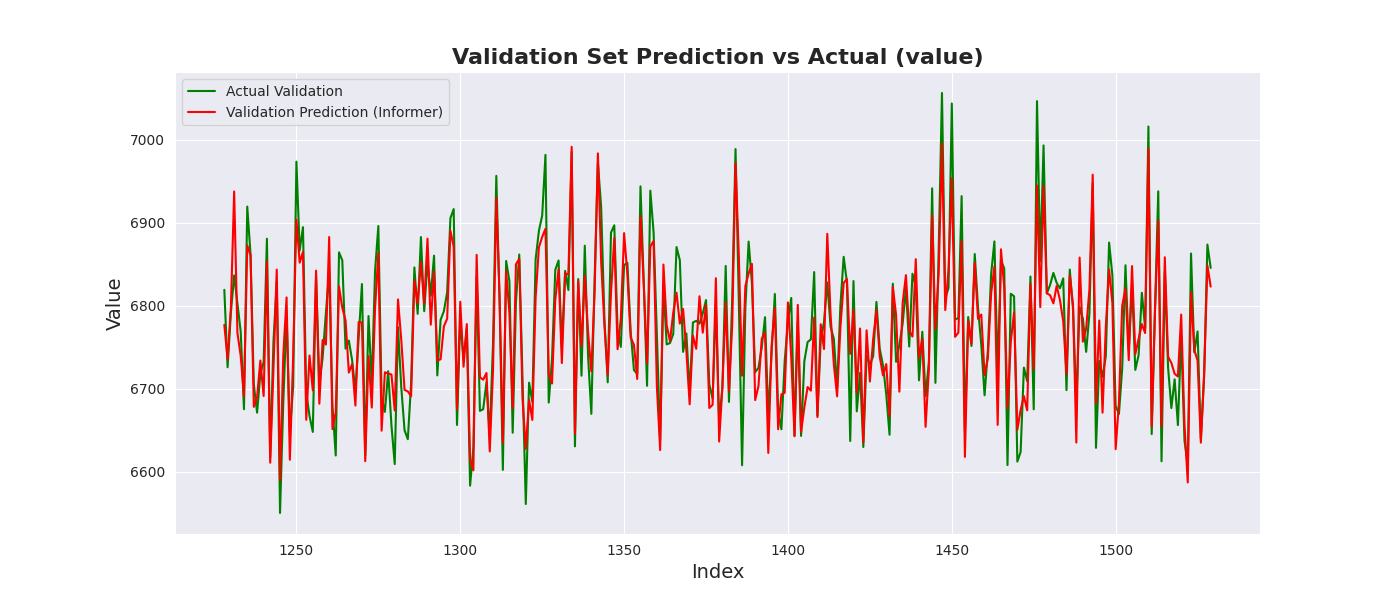 Validation Set Prediction vs Actual (value)
Actual Validation
Validation Prediction (Informer)
7000
6900
6800
6700
6600
Value
1250 1300 1350 1400 1450 1500
Index